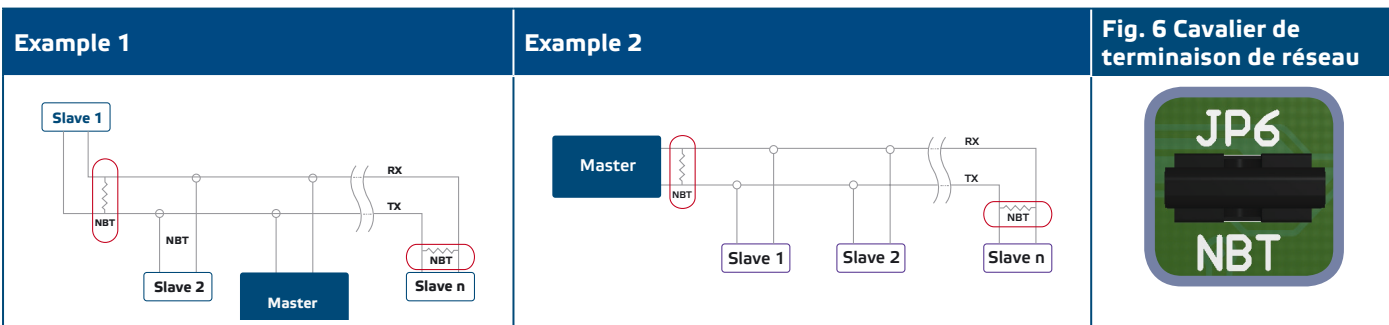 Example 1
Example 2
Fig. 6 Cavalier de
terminaison de réseau
Slave 1
RX
TX
NBT
NBT
NBT
Slave 2
Master
Slave n
Master
RX
TX
NBT
NBT
Slave 1
Slave 2
Slave n
JP6
NBT